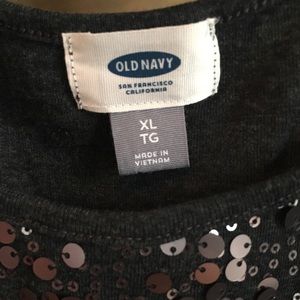 OLD NAVY
SAN FRANCISCO
CALIFORNIA
XL
TG
MADE IN
VIETNAM